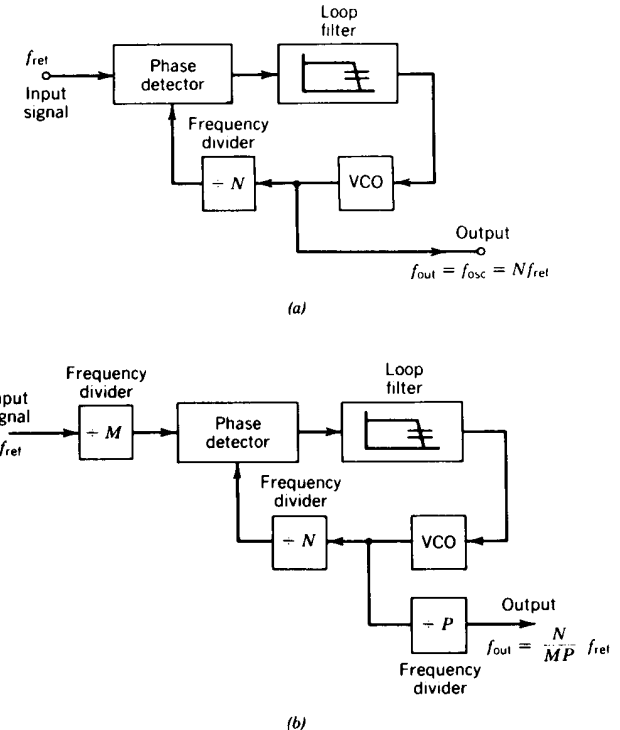 Loop
filter
f_ref
Input
signal
Phase
detector
Frequency
divider
÷ N
VCO
Output
f_out = f_osc = Nf_ref
(a)
Frequency
divider
nput
gnal
f_ref
÷ M
Phase
detector
Loop
filter
Frequency
divider
÷ N
VCO
÷ P
Output
f_out = N/MP f_ref
Frequency
divider
(b)